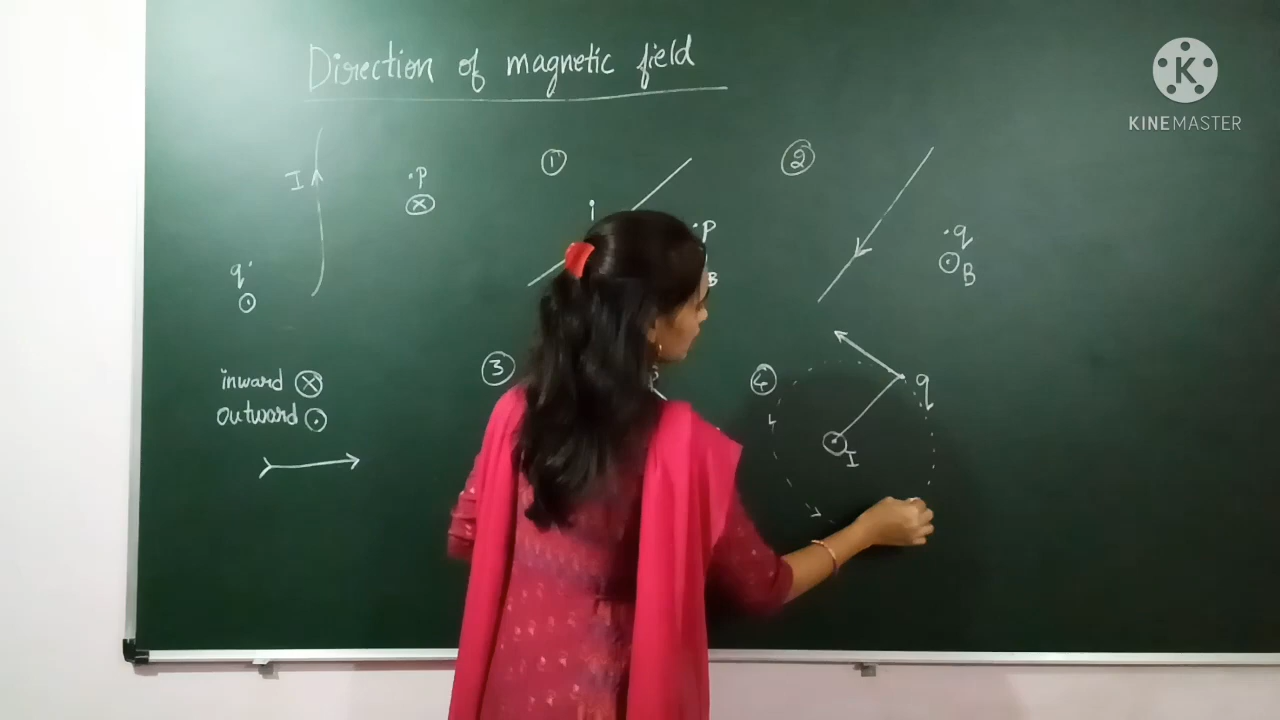 Direction of magnetic field
I
.P
q.
inward
outward
1
i
.P
B
2
.q
B
3
4
q
I
KINEMASTER